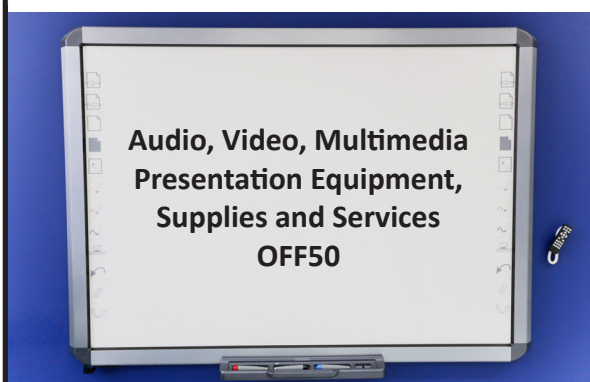 Audio, Video, Multimedia
Presentation Equipment,
Supplies and Services
OFF50